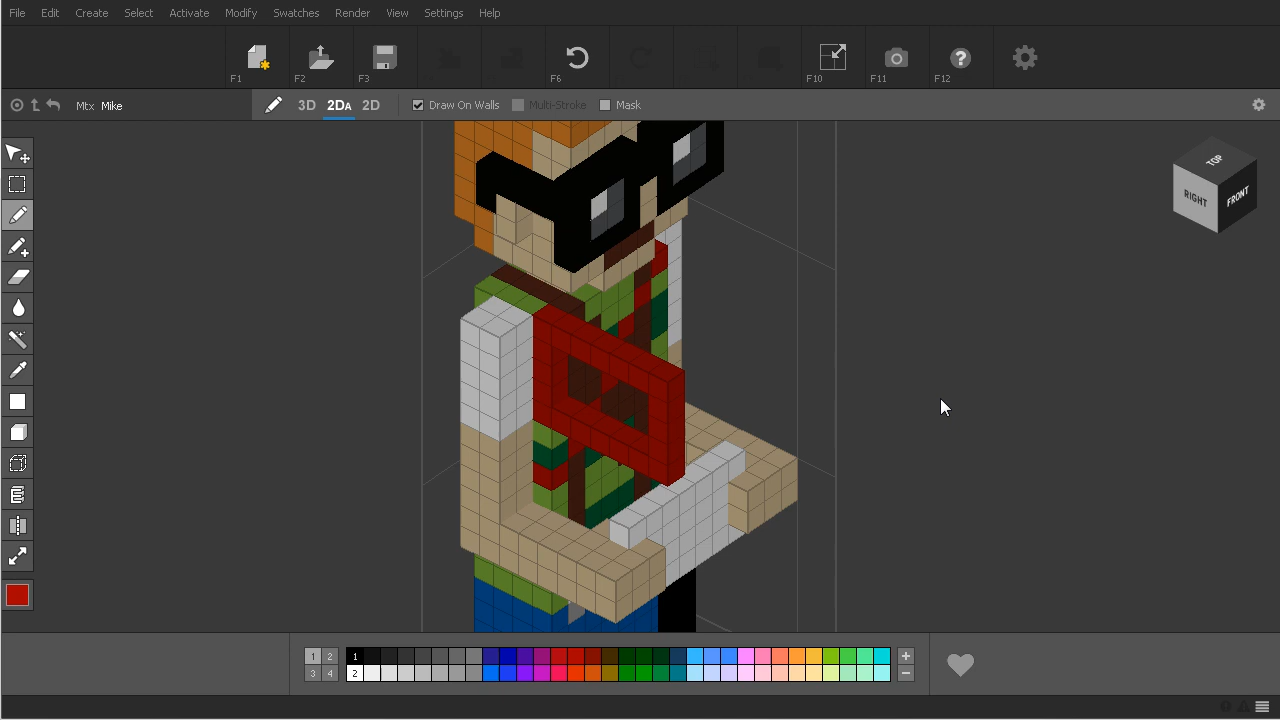 File Edit Create Select Activate Modify Swatches Render View Settings Help
F1 F2 F3 F6 F10 F11 F12
Mtx Mike 3D 2DA 2D Draw On Walls Multi-Stroke Mask
TOP
RIGHT FRONT
1 2 1
3 4 2